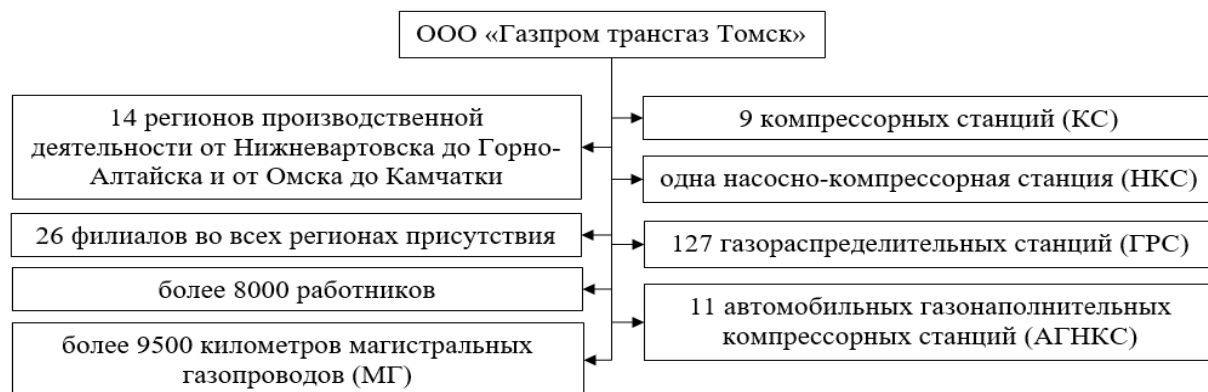 ООО «Газпром трансгаз Томск»
14 регионов производственной
деятельности от Нижневартовска до Горно-
Алтайска и от Омска до Камчатки
26 филиалов во всех регионах присутствия
более 8000 работников
более 9500 километров магистральных
газопроводов (МГ)
9 компрессорных станций (КС)
одна насосно-компрессорная станция (НКС)
127 газораспределительных станций (ГРС)
11 автомобильных газонаполнительных
компрессорных станций (АГНКС)